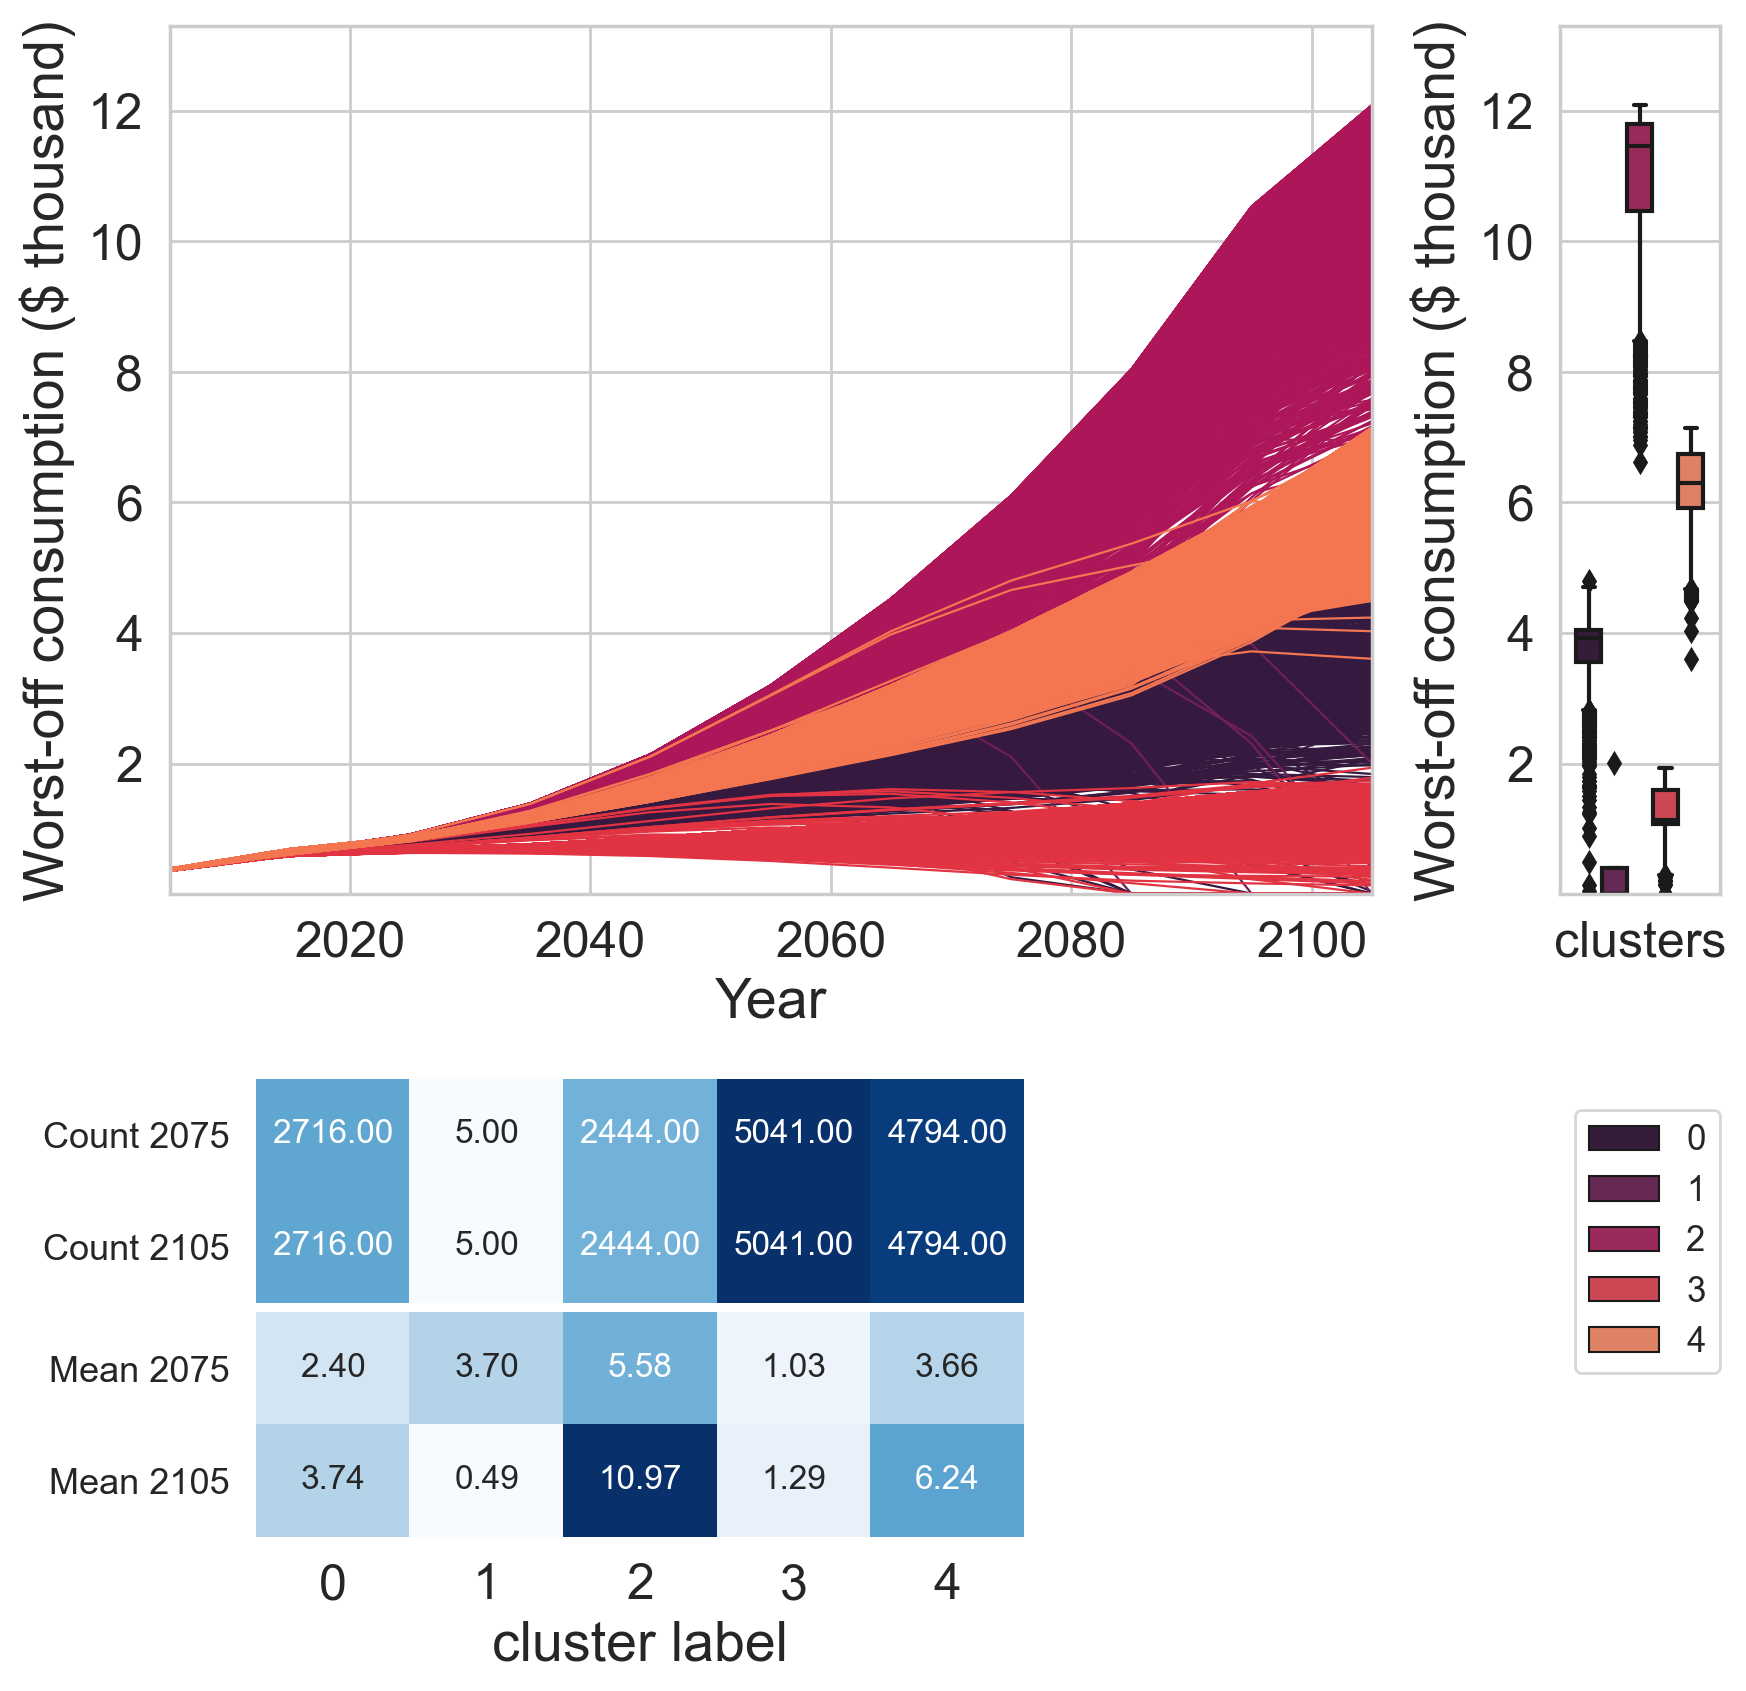 Worst-off consumption ($ thousand)
12
10
8
6
4
2
2020 2040 2060 2080 2100
Year
Worst-off consumption ($ thousand)
12
10
8
6
4
2
clusters
Count 2075 2716.00 5.00 2444.00 5041.00 4794.00
Count 2105 2716.00 5.00 2444.00 5041.00 4794.00
Mean 2075 2.40 3.70 5.58 1.03 3.66
Mean 2105 3.74 0.49 10.97 1.29 6.24
0 1 2 3 4
cluster label
0
1
2
3
4